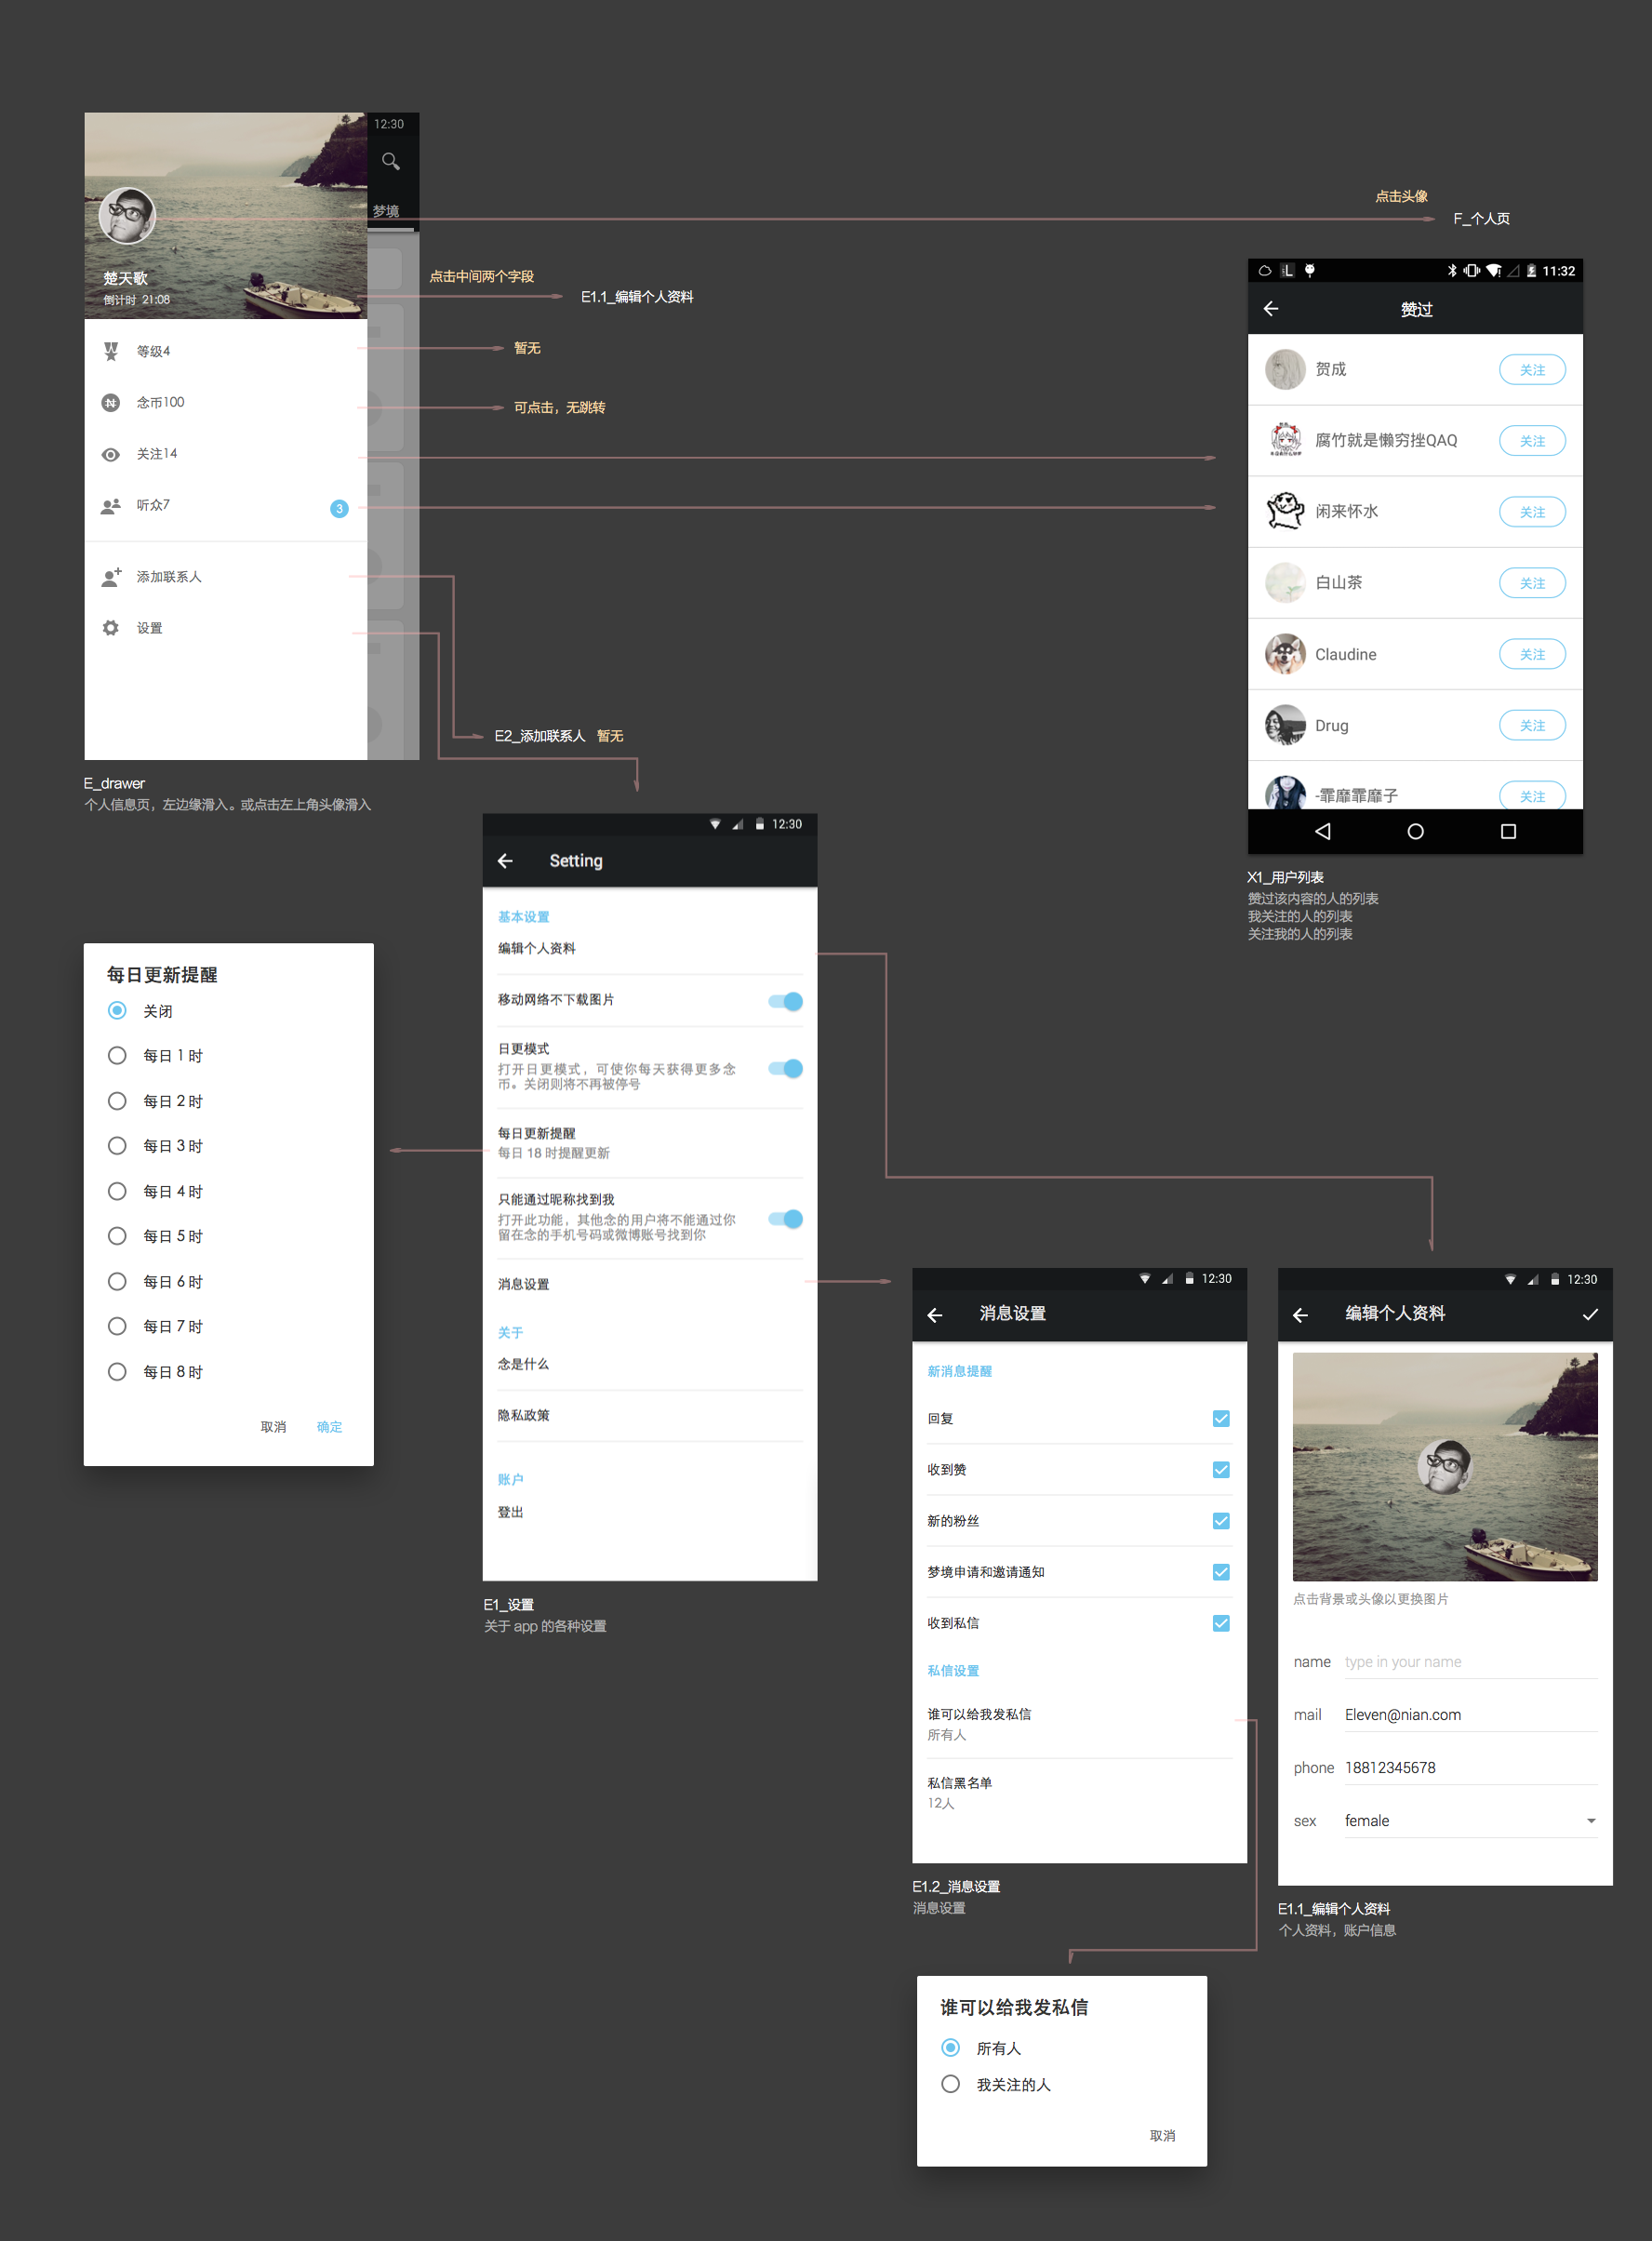 12:30
梦境
楚天歌
倒计时 21:08
等级4
念币100
关注14
听众7
3
添加联系人
设置
E_drawer
个人信息页，左边缘滑入。或点击左上角头像滑入
点击头像
F_个人页
点击中间两个字段
E1.1_编辑个人资料
暂无
可点击，无跳转
E2_添加联系人 暂无
11:32
赞过
贺成
关注
腐竹就是懒穷挫QAQ
关注
闲来怀水
关注
白山茶
关注
Claudine
关注
Drug
关注
-霏靡霏靡子
关注
X1_用户列表
赞过该内容的人的列表
我关注的人的列表
关注我的人的列表
12:30
Setting
基本设置
编辑个人资料
移动网络不下载图片
日更模式
打开日更模式，可使你每天获得更多念
币。关闭则将不再被停号
每日更新提醒
每日 18 时提醒更新
只能通过昵称找到我
打开此功能，其他念的用户将不能通过你
留在念的手机号码或微博账号找到你
消息设置
关于
念是什么
隐私政策
账户
登出
E1_设置
关于 app 的各种设置
每日更新提醒
关闭
每日 1 时
每日 2 时
每日 3 时
每日 4 时
每日 5 时
每日 6 时
每日 7 时
每日 8 时
取消
确定
12:30
消息设置
新消息提醒
回复
收到赞
新的粉丝
梦境申请和邀请通知
收到私信
私信设置
谁可以给我发私信
所有人
私信黑名单
12人
E1.2_消息设置
消息设置
12:30
编辑个人资料
点击背景或头像以更换图片
name type in your name
mail Eleven@nian.com
phone 18812345678
sex female
E1.1_编辑个人资料
个人资料，账户信息
谁可以给我发私信
所有人
我关注的人
取消